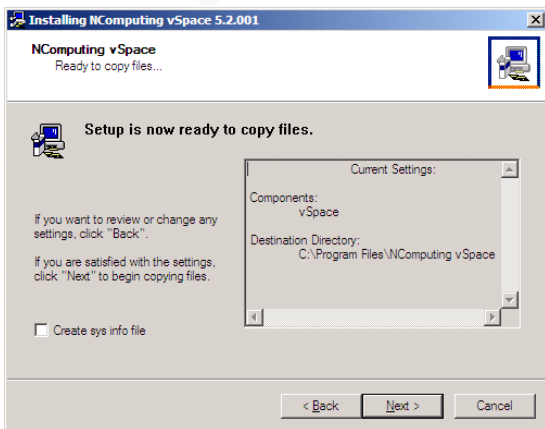 Installing NComputing vSpace 5.2.001
NComputing vSpace
Ready to copy files...
Setup is now ready to copy files.
Current Settings:
Components:
vSpace
Destination Directory:
C:\Program Files\NComputing vSpace
If you want to review or change any
settings, click "Back".
If you are satisfied with the settings,
click "Next" to begin copying files.
Create sys info file
< Back
Next >
Cancel